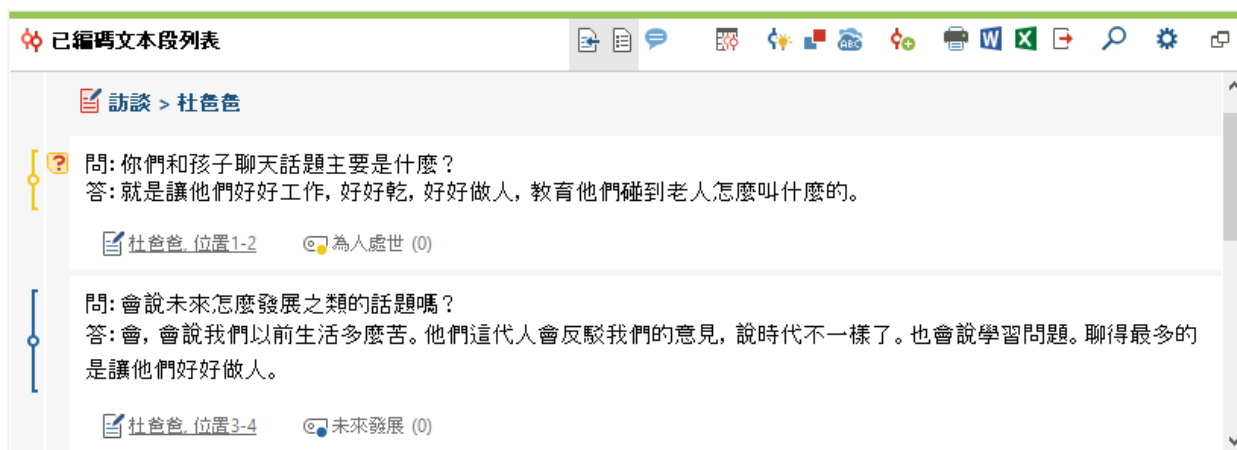 已編碼文本段列表
訪談 > 杜爸爸
問: 你們和孩子聊天話題主要是什麼？
答: 就是讓他們好好工作, 好好乾, 好好做人, 教育他們碰到老人怎麼叫什麼的。
杜爸爸, 位置1-2 為人處世 (0)
問: 會說未來怎麼發展之類的話題嗎？
答: 會, 會說我們以前生活多麼苦。他們這代人會反駁我們的意見, 說時代不一樣了。也會說學習問題。聊得最多的
是讓他們好好做人。
杜爸爸, 位置3-4 未來發展 (0)